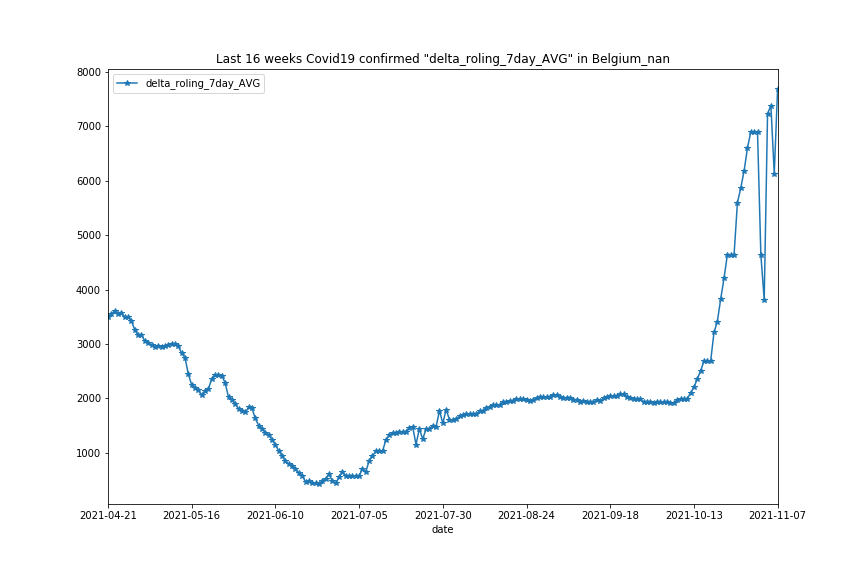 Last 16 weeks Covid19 confirmed "delta_roling_7day_AVG" in Belgium_nan
delta_roling_7day_AVG
8000
7000
6000
5000
4000
3000
2000
1000
2021-04-21 2021-05-16 2021-06-10 2021-07-05 2021-07-30 2021-08-24 2021-09-18 2021-10-13 2021-11-07
date